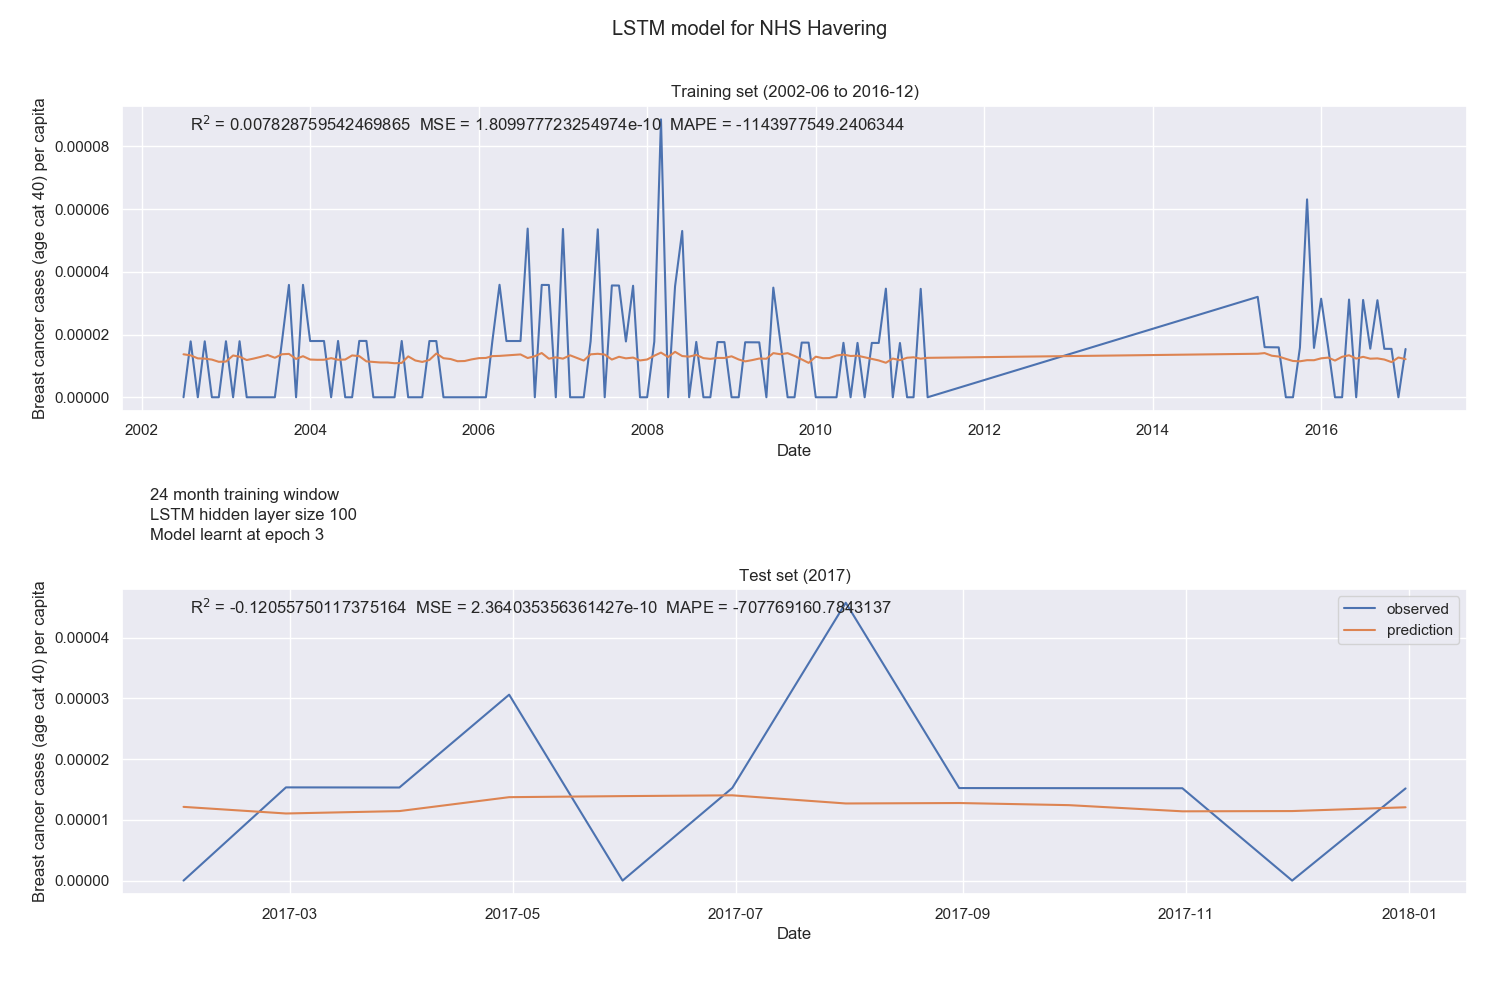 LSTM model for NHS Havering
Training set (2002-06 to 2016-12)
R² = 0.007828759542469865 MSE = 1.809977723254974e-10 MAPE = -1143977549.2406344
Breast cancer cases (age cat 40) per capita
0.00008
0.00006
0.00004
0.00002
0.00000
2002 2004 2006 2008 2010 2012 2014 2016
Date
24 month training window
LSTM hidden layer size 100
Model learnt at epoch 3
Test set (2017)
R² = -0.12055750117375164 MSE = 2.364035356361427e-10 MAPE = -707769160.7843137
observed
prediction
Breast cancer cases (age cat 40) per capita
0.00004
0.00003
0.00002
0.00001
0.00000
2017-03 2017-05 2017-07 2017-09 2017-11 2018-01
Date